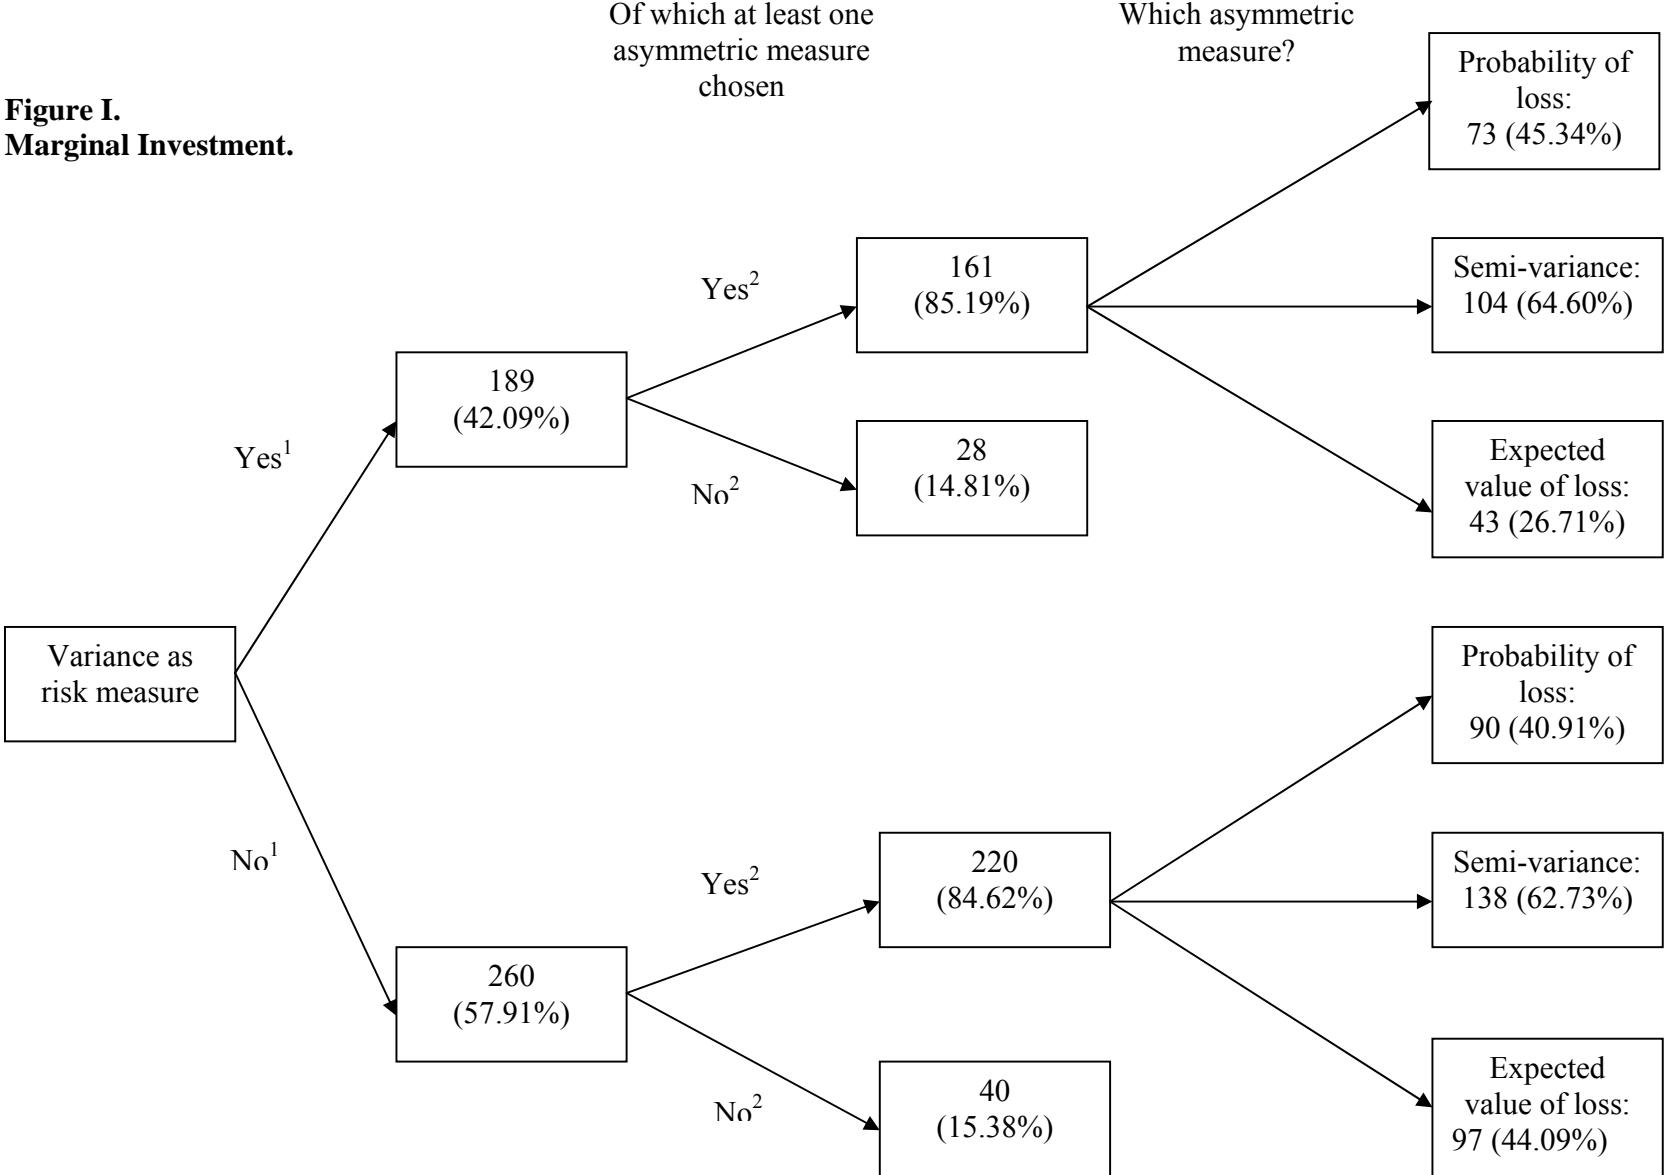 Of which at least one
asymmetric measure
chosen
Which asymmetric
measure?
Figure I.
Marginal Investment.
Probability of
loss:
73 (45.34%)
161
(85.19%)
Semi-variance:
104 (64.60%)
Yes²
189
(42.09%)
28
(14.81%)
Expected
value of loss:
43 (26.71%)
Yes¹
No²
Variance as
risk measure
Probability of
loss:
90 (40.91%)
No¹
Yes²
220
(84.62%)
Semi-variance:
138 (62.73%)
260
(57.91%)
No²
40
(15.38%)
Expected
value of loss:
97 (44.09%)